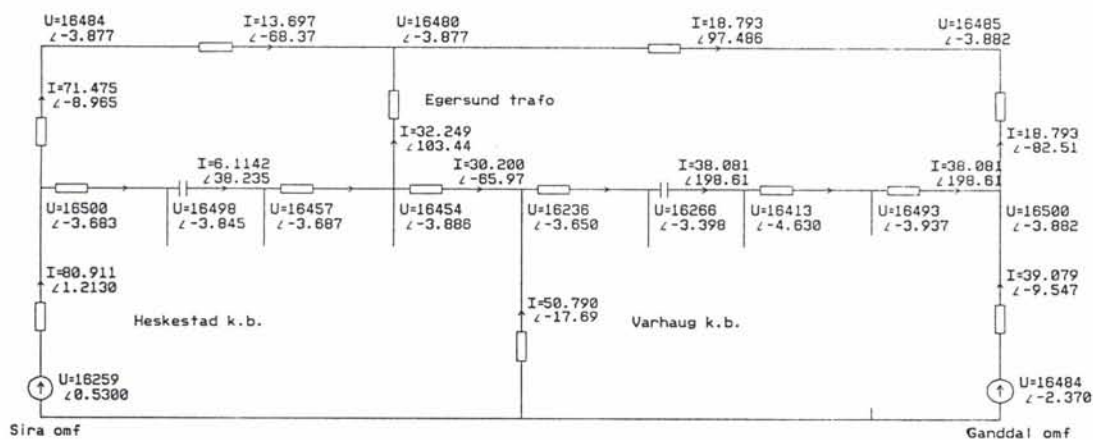 U=16484
∠-3.877
I=13.697
∠-68.37
U=16480
∠-3.877
I=18.793
∠97.486
U=16485
∠-3.882
I=71.475
∠-8.965
Egersund trafo
I=32.249
∠103.44
I=18.793
∠-82.51
I=6.1142
∠38.235
I=30.200
∠-65.97
I=38.081
∠198.61
I=38.081
∠198.61
U=16500
∠-3.683
U=16498
∠-3.845
U=16457
∠-3.687
U=16454
∠-3.886
U=16236
∠-3.650
U=16266
∠-3.398
U=16413
∠-4.630
U=16493
∠-3.937
U=16500
∠-3.882
I=80.911
∠1.2130
Heskestad k.b.
I=50.790
∠-17.69
Varhaug k.b.
I=39.079
∠-9.547
U=16259
∠0.5300
U=16484
∠-2.370
Sira omf
Ganddal omf